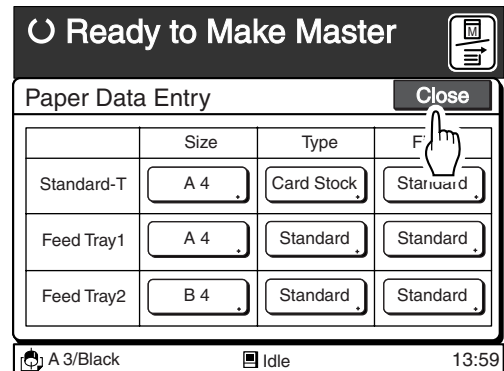 Ready to Make Master
M
Paper Data Entry Close
Size Type
Standard-T A 4 Card Stock Standard
Feed Tray1 A 4 Standard Standard
Feed Tray2 B 4 Standard Standard
A 3/Black Idle 13:59